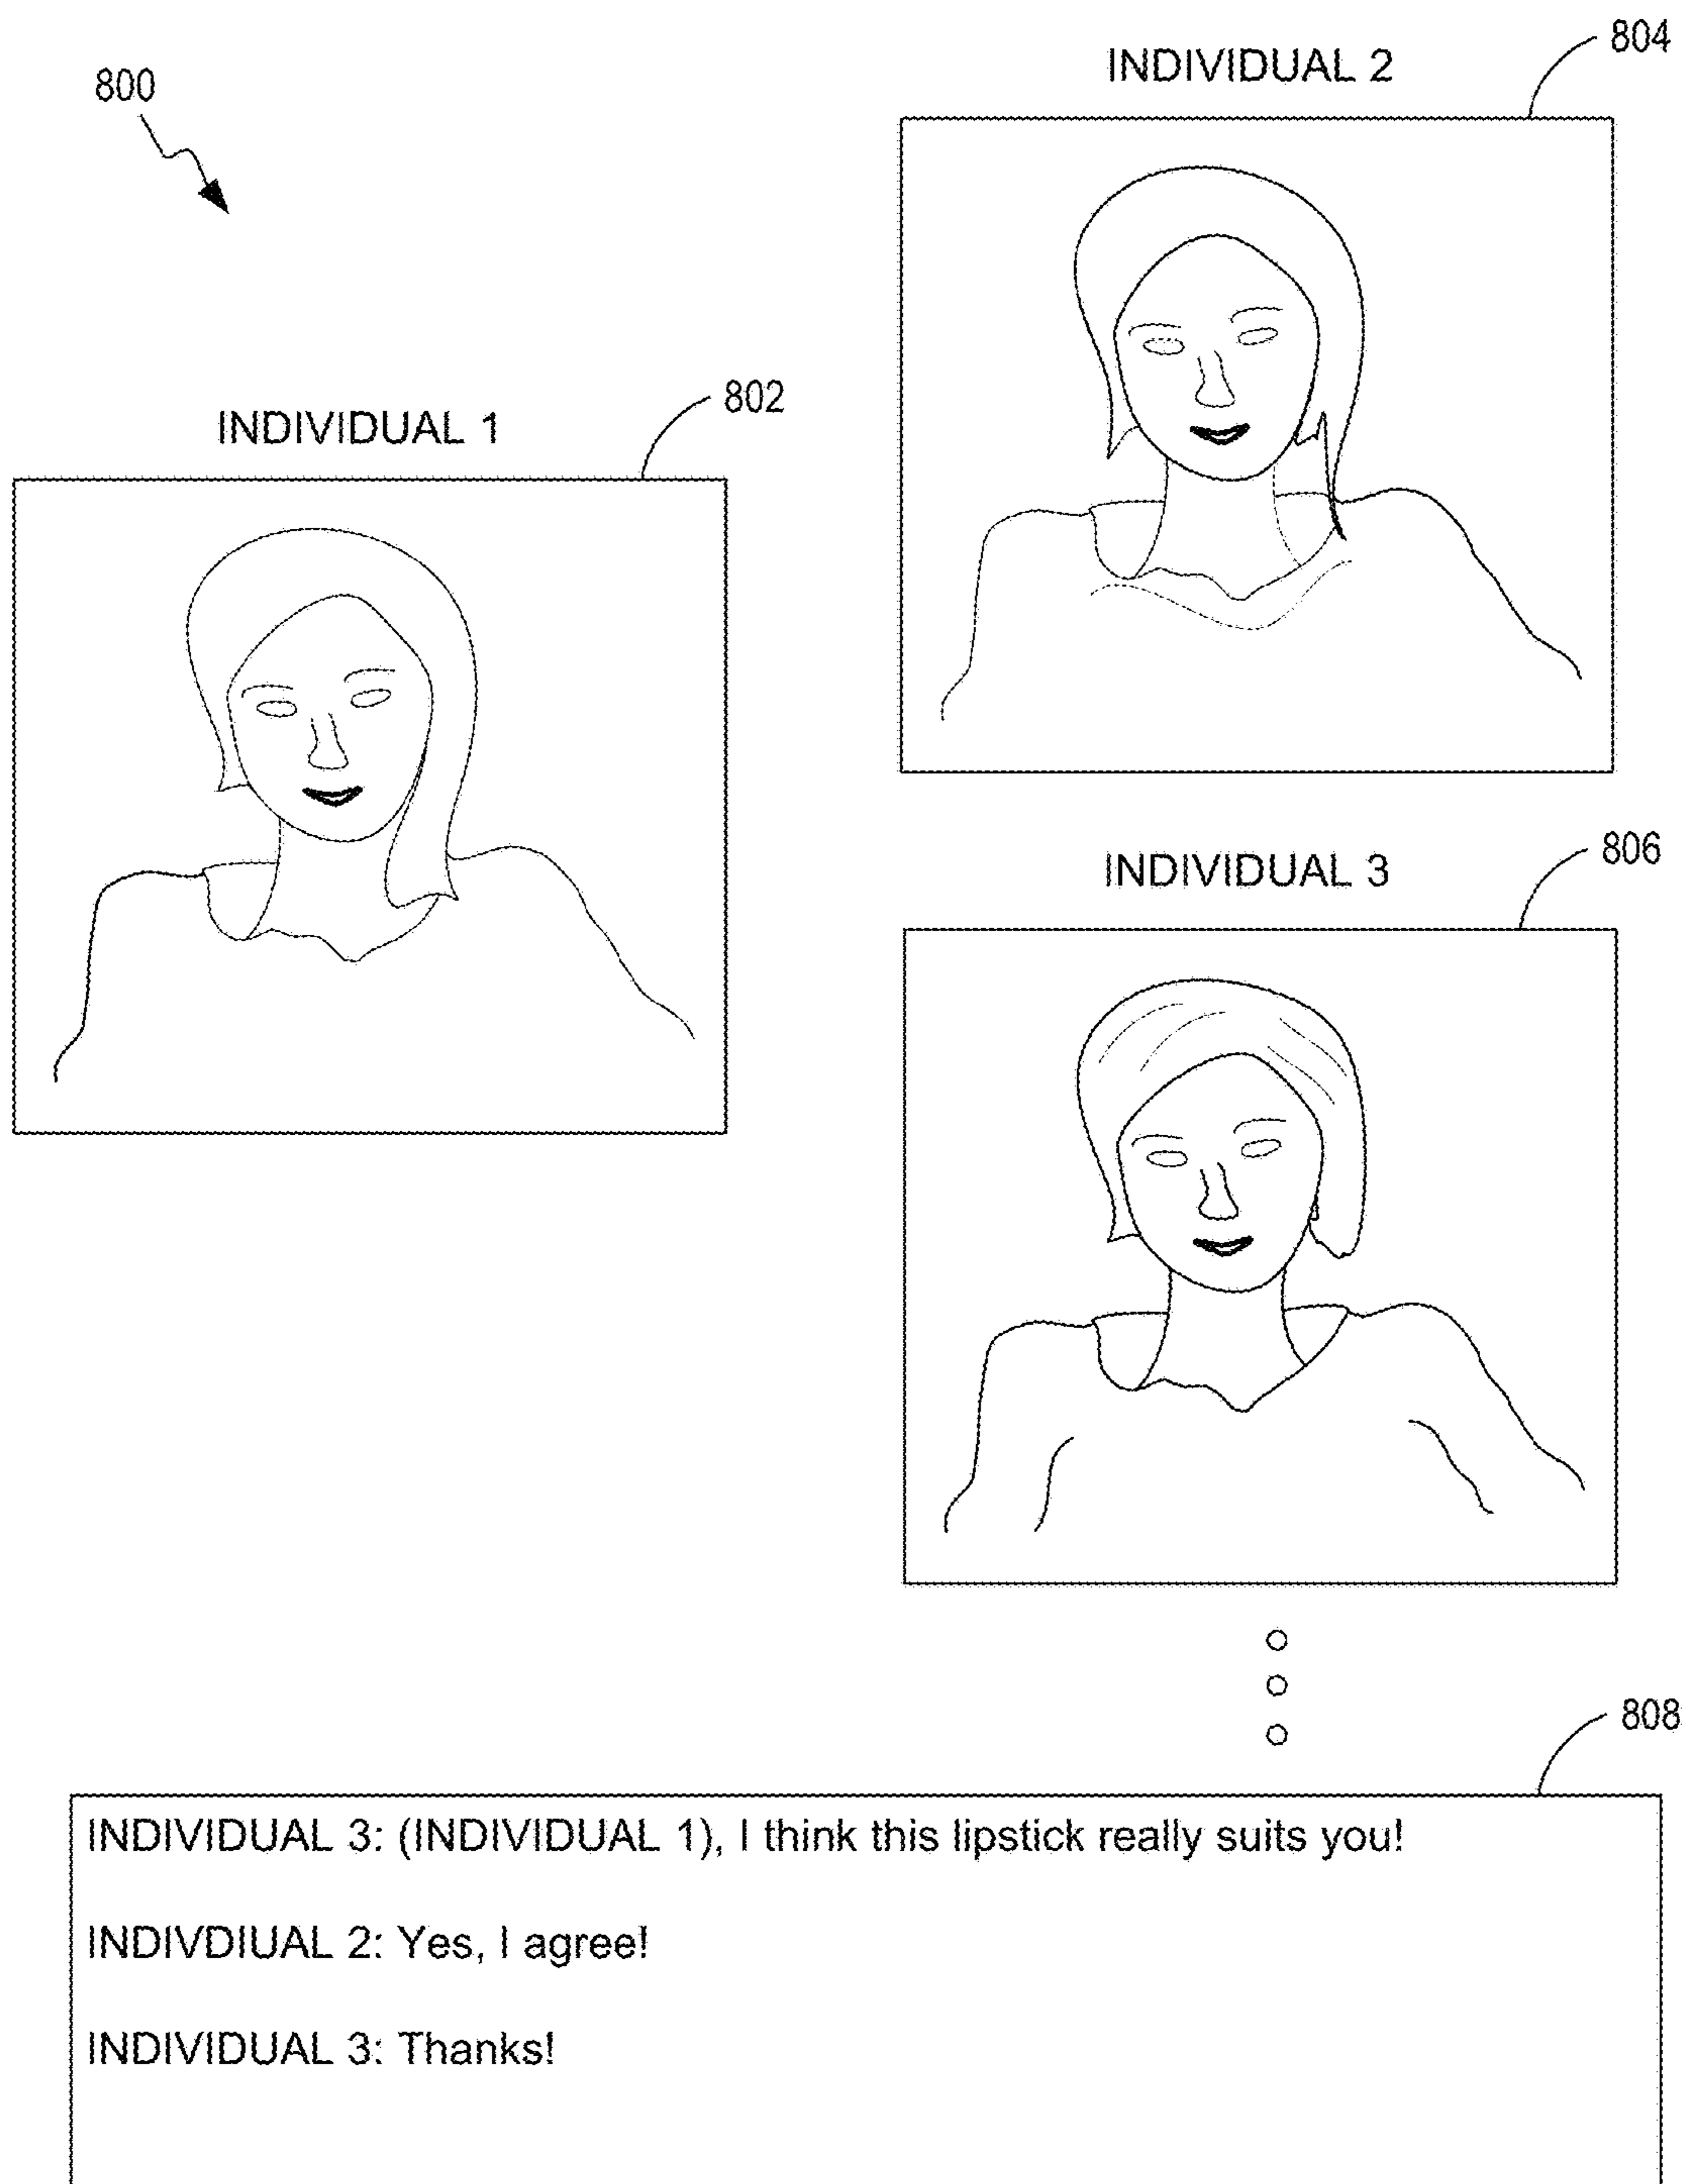 800
INDIVIDUAL 2
804
INDIVIDUAL 1
802
INDIVIDUAL 3
806
808
INDIVIDUAL 3: (INDIVIDUAL 1), I think this lipstick really suits you!
INDIVDIUAL 2: Yes, I agree!
INDIVIDUAL 3: Thanks!